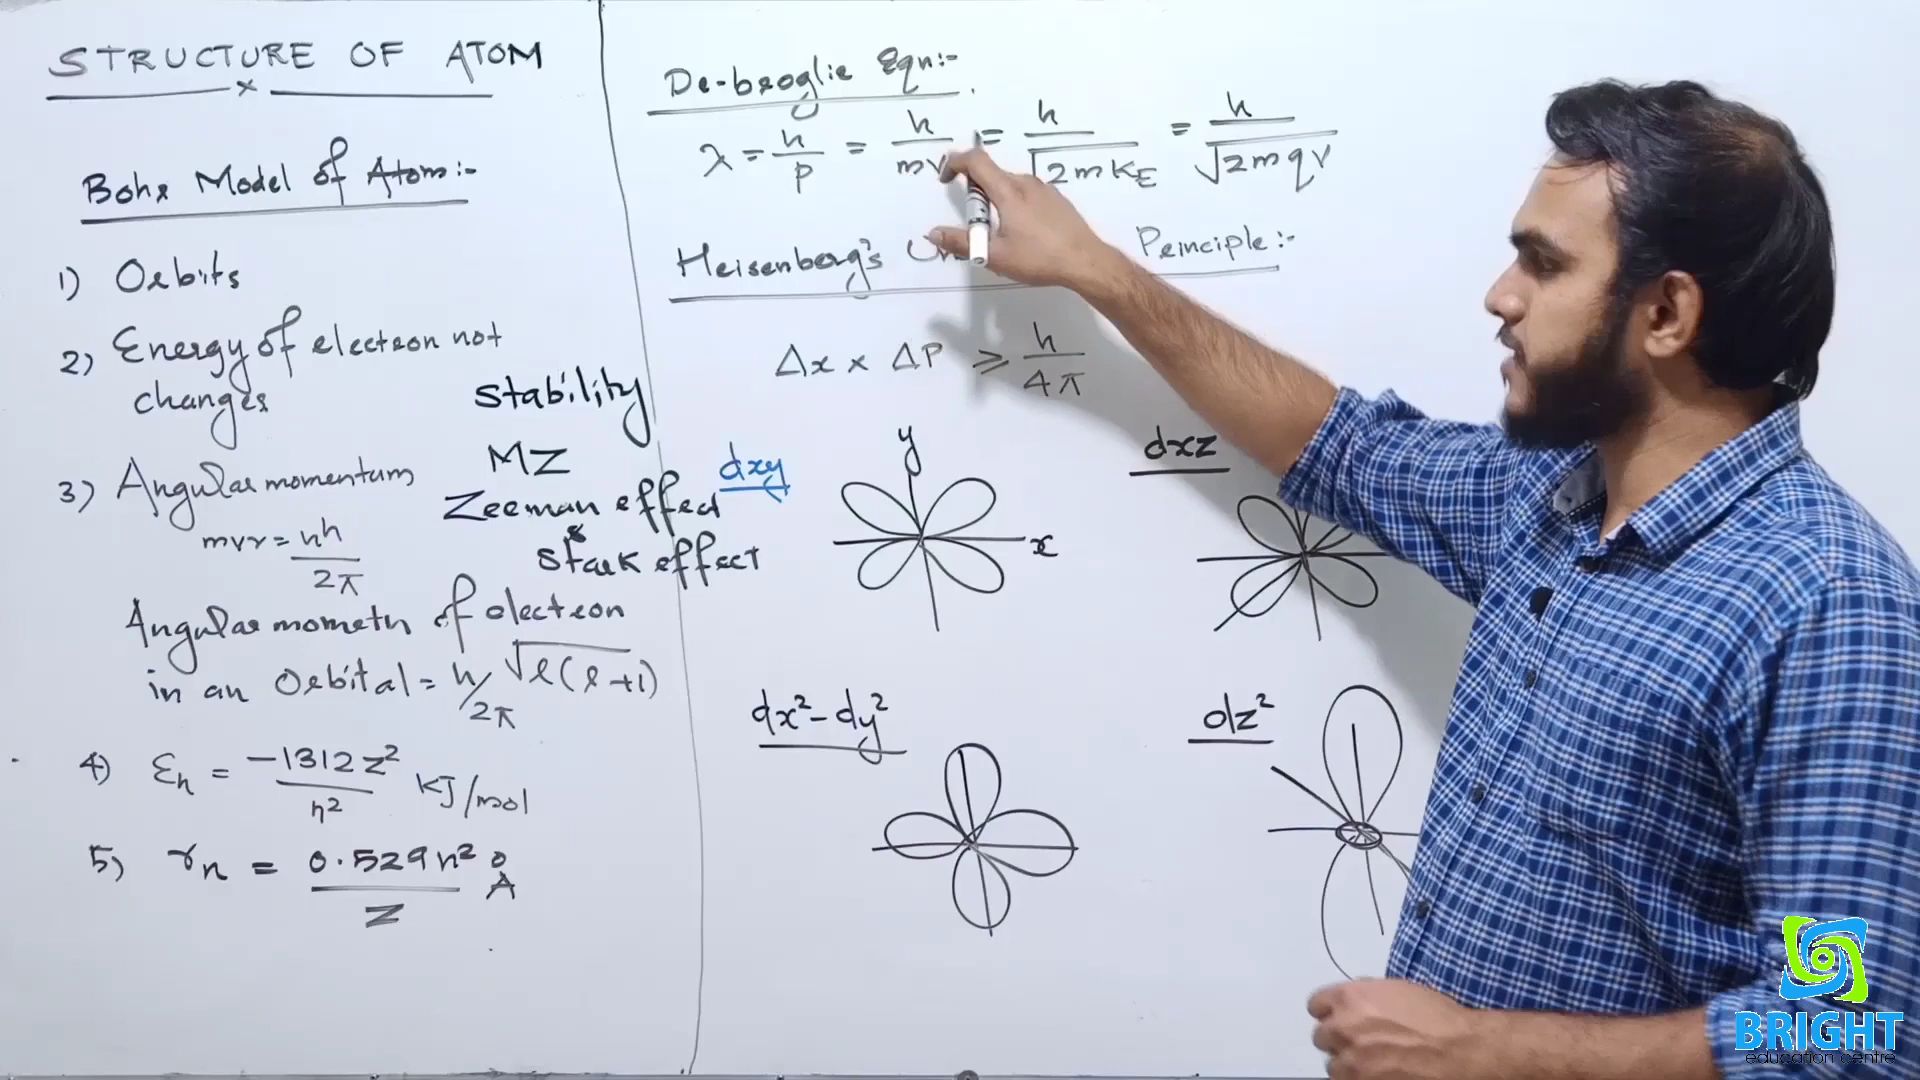 STRUCTURE OF ATOM
x
Bohr Model of Atom:-
1) Orbits
2) Energy of electron not
changes
3) Angular momentum
mvr = nh
2π
Angular mometn of electron
in an Orbital = h/2π √l(l+1)
4) En = -1312z² KJ/mol
n²
5) rn = 0.529n² Å
Z
Stability
MZ
Zeeman effect
& stark effect
De-broglie Eqn:-
λ = h/p = h/mv = h/√2mKE = h/√2mqV
Heisenberg's Principle:-
Δx x ΔP ≥ h/4π
dxy
y
x
dxz
dx²-dy²
dz²
BRIGHT
education centre